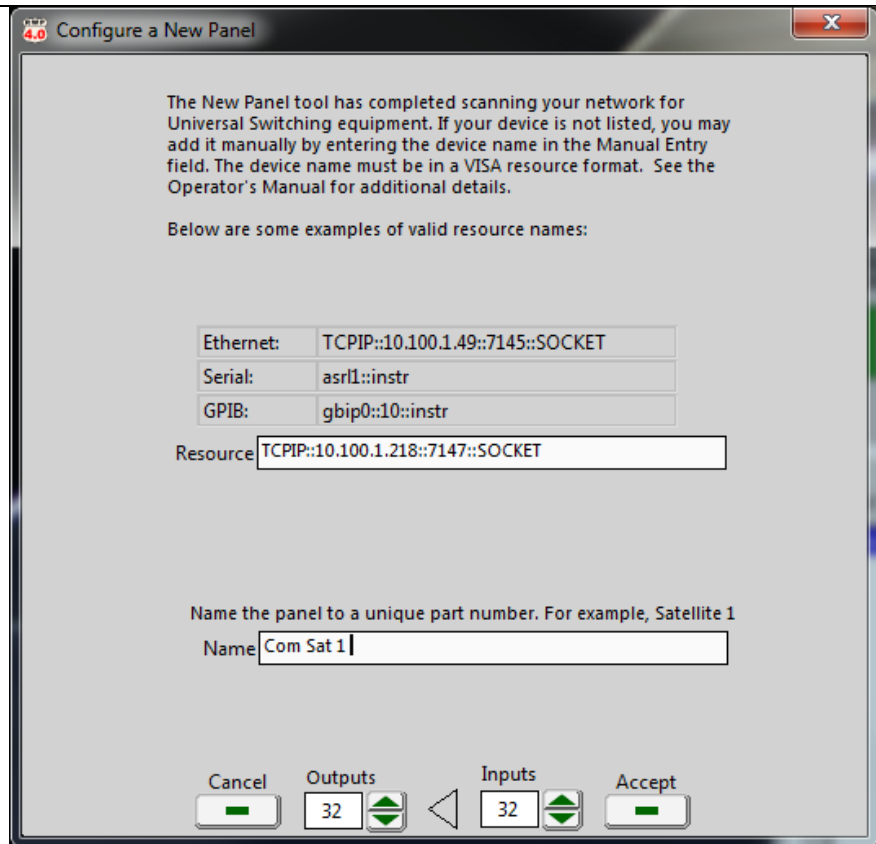 4.0 Configure a New Panel
The New Panel tool has completed scanning your network for
Universal Switching equipment. If your device is not listed, you may
add it manually by entering the device name in the Manual Entry
field. The device name must be in a VISA resource format.  See the
Operator's Manual for additional details.
Below are some examples of valid resource names:
Ethernet: TCPIP::10.100.1.49::7145::SOCKET
Serial: asrl1::instr
GPIB: gbip0::10::instr
Resource TCPIP::10.100.1.218::7147::SOCKET
Name the panel to a unique part number. For example, Satellite 1
Name Com Sat 1
Cancel Outputs Inputs Accept
32 32